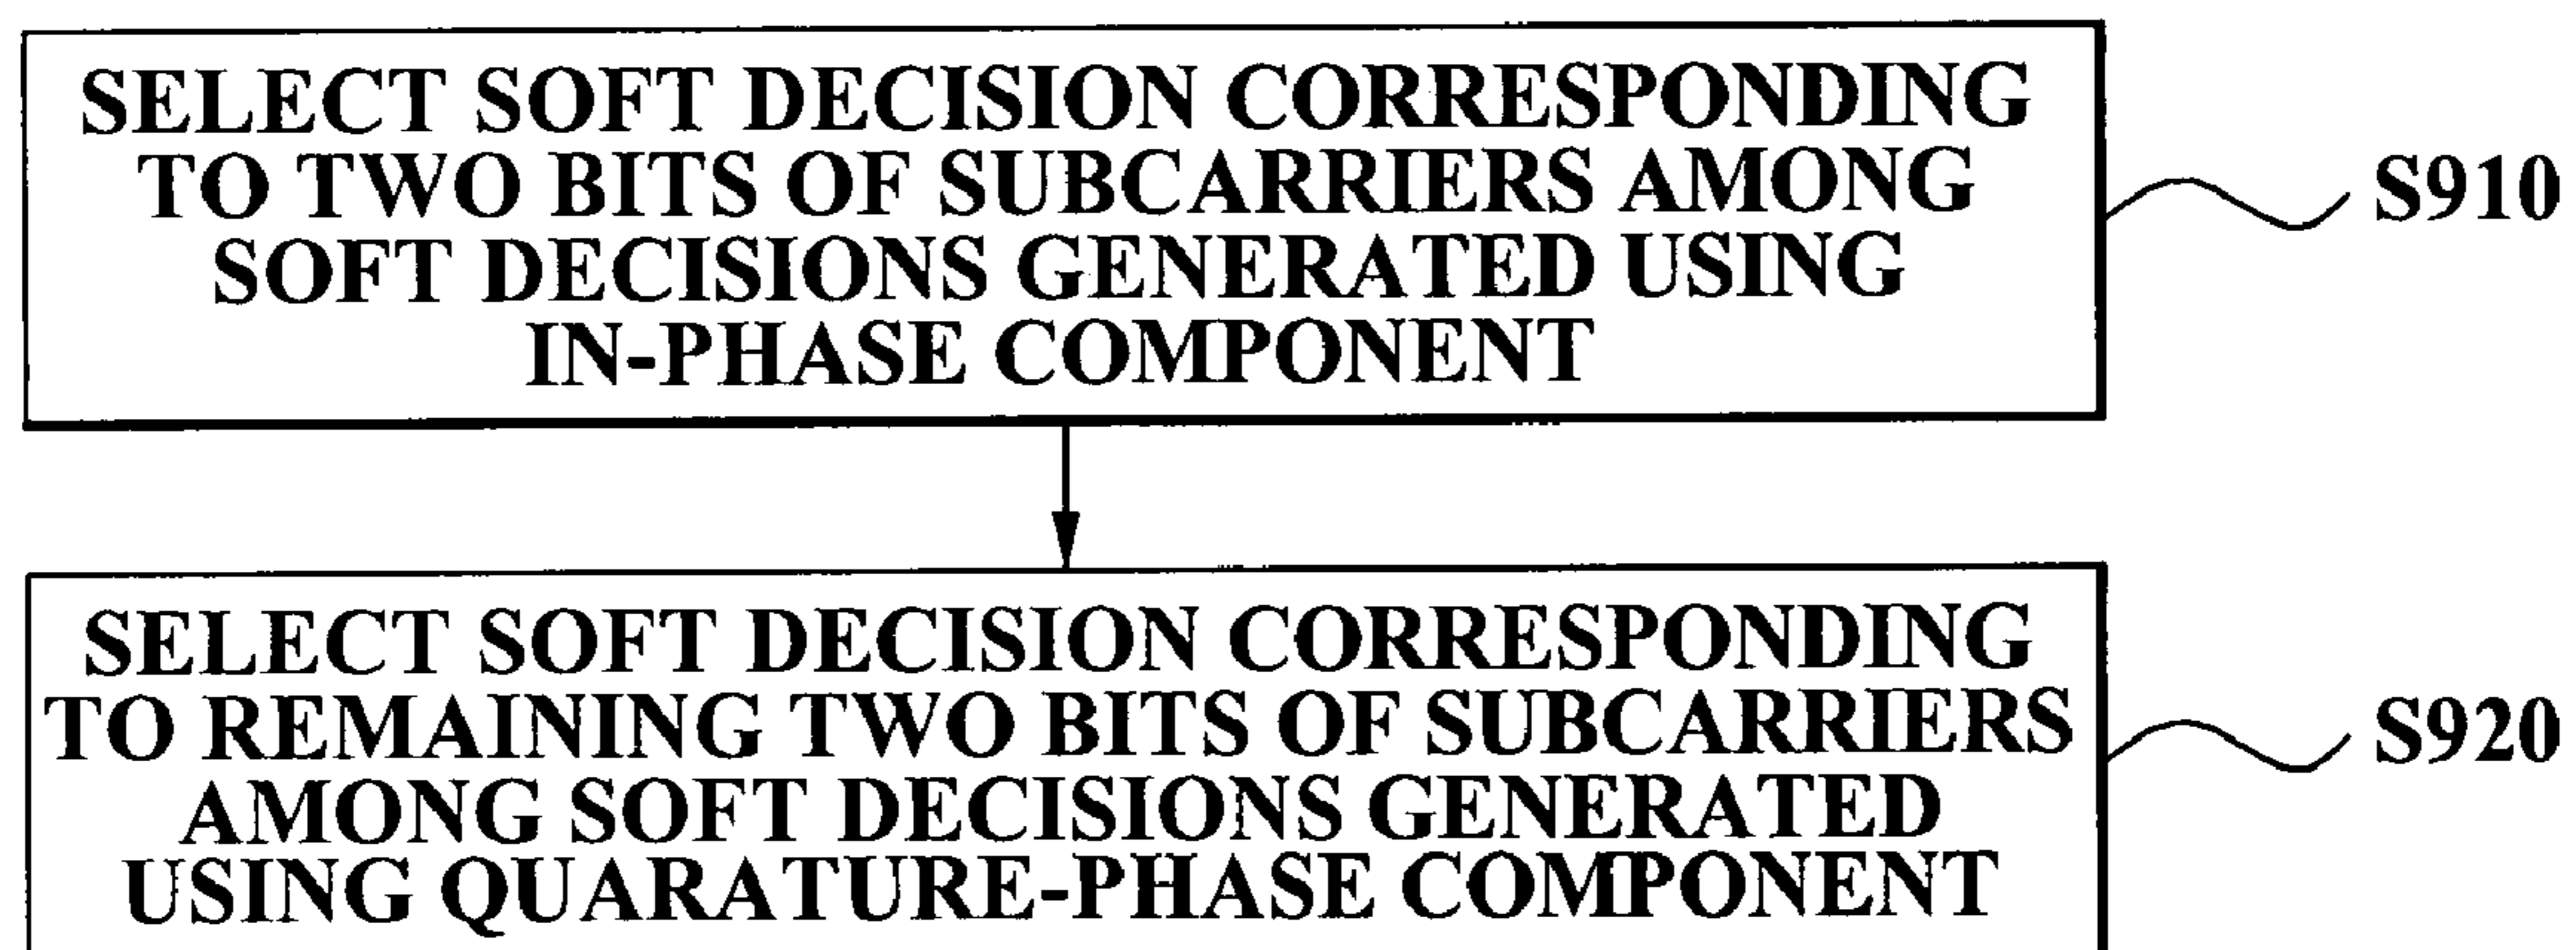 SELECT SOFT DECISION CORRESPONDING
TO TWO BITS OF SUBCARRIERS AMONG
SOFT DECISIONS GENERATED USING
IN-PHASE COMPONENT
S910
SELECT SOFT DECISION CORRESPONDING
TO REMAINING TWO BITS OF SUBCARRIERS
AMONG SOFT DECISIONS GENERATED
USING QUARATURE-PHASE COMPONENT
S920